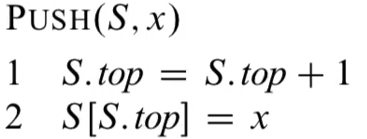 PUSH(S, x)
1 S.top = S.top + 1
2 S[S.top] = x